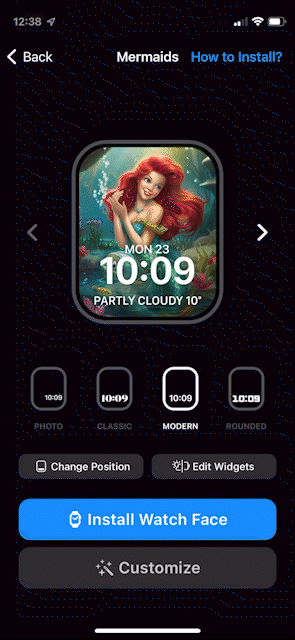 12:38
Back Mermaids How to Install?
MON 23
10:09
PARTLY CLOUDY 10°
10:09 10:09 10:09 10:09
PHOTO CLASSIC MODERN ROUNDED
Change Position Edit Widgets
Install Watch Face
Customize